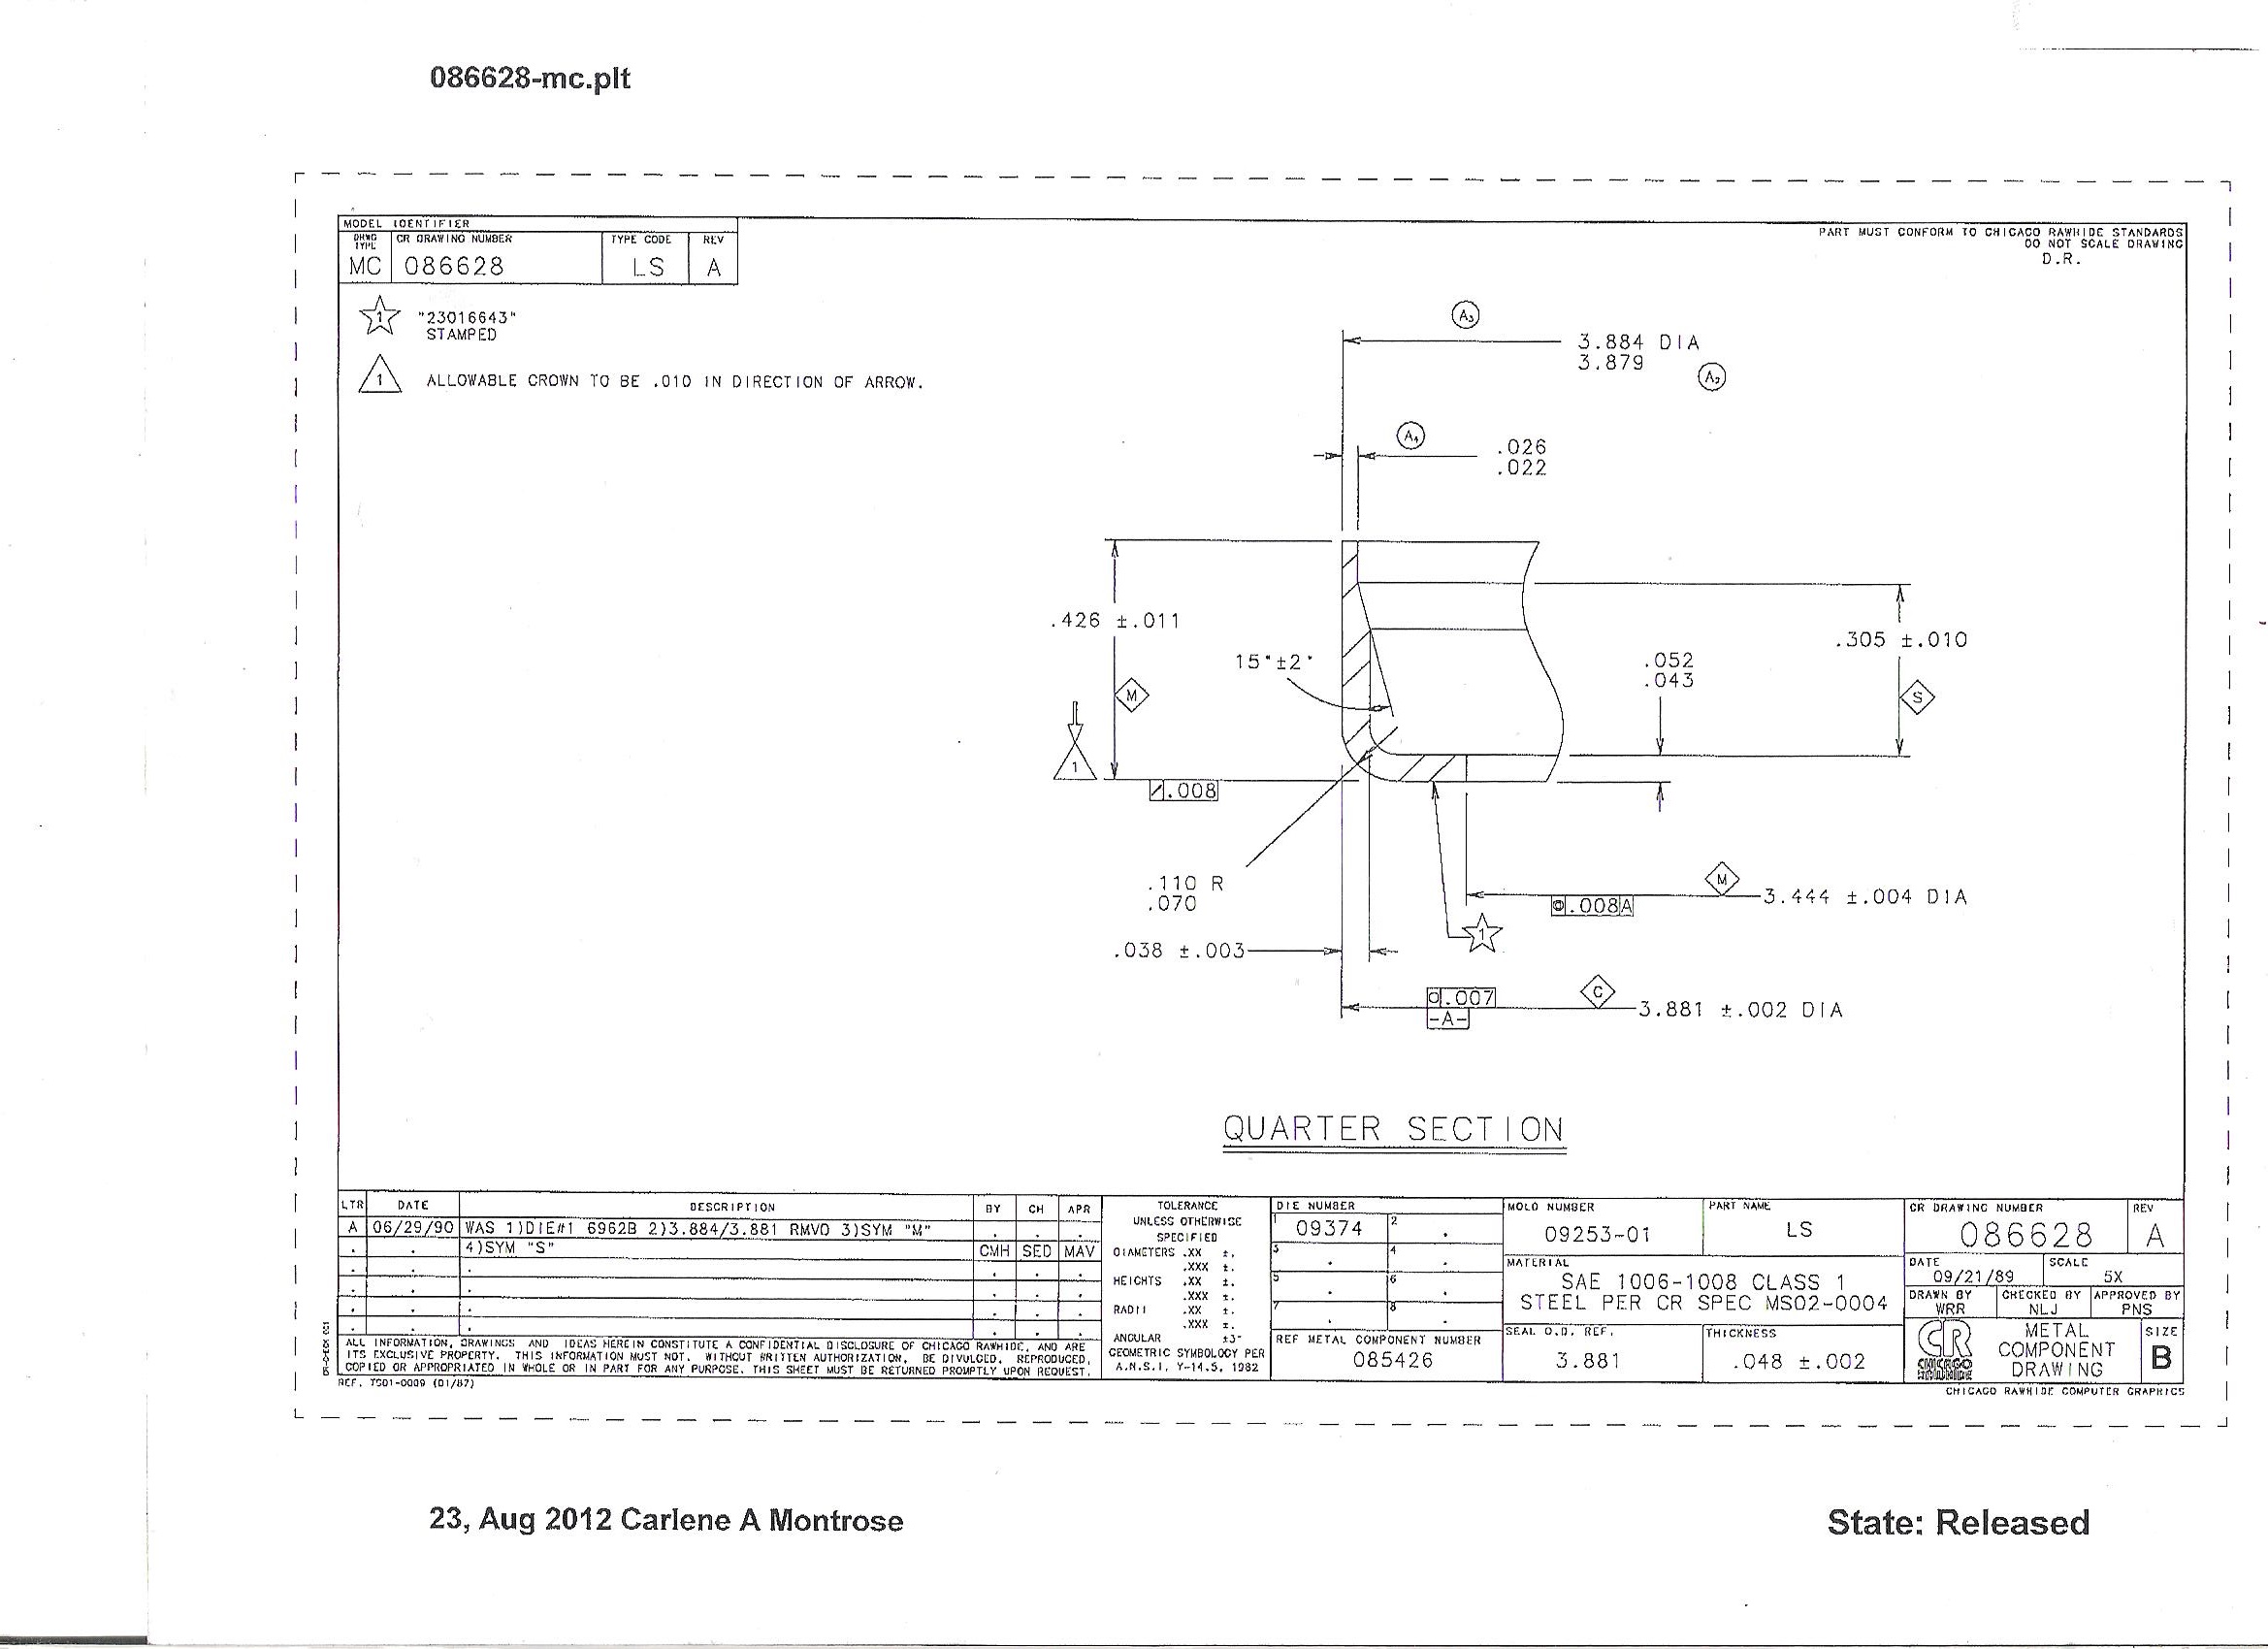 086628-mc.plt
MODEL IDENTIFIER
DRWG TYPE
CR DRAWING NUMBER
TYPE CODE
REV
MC
086628
LS
A
PART MUST CONFORM TO CHICAGO RAWHIDE STANDARDS
DO NOT SCALE DRAWING
D.R.
1
"23016643"
STAMPED
1
ALLOWABLE CROWN TO BE .010 IN DIRECTION OF ARROW.
A3
3.884 DIA
3.879
A2
A4
.026
.022
.426 ±.011
M
15°±2°
.052
.043
.305 ±.010
S
1
.008
.110 R
.070
M
3.444 ±.004 DIA
.008 A
1
.038 ±.003
.007
-A-
C
3.881 ±.002 DIA
QUARTER SECTION
LTR
DATE
DESCRIPTION
BY
CH
APR
A
06/29/90
WAS 1)DIE#1 6962B 2)3.884/3.881 RMVD 3)SYM "M"
4)SYM "S"
CMH
SED
MAV
ALL INFORMATION, DRAWINGS AND IDEAS HEREIN CONSTITUTE A CONFIDENTIAL DISCLOSURE OF CHICAGO RAWHIDE, AND ARE
ITS EXCLUSIVE PROPERTY. THIS INFORMATION MUST NOT, WITHOUT WRITTEN AUTHORIZATION, BE DIVULGED, REPRODUCED,
COPIED OR APPROPRIATED IN WHOLE OR IN PART FOR ANY PURPOSE. THIS SHEET MUST BE RETURNED PROMPTLY UPON REQUEST.
REF. TS01-0009 (01/87)
TOLERANCE
UNLESS OTHERWISE
SPECIFIED
DIAMETERS .XX ±.
.XXX ±.
HEIGHTS .XX ±.
.XXX ±.
RADII .XX ±.
.XXX ±.
ANGULAR ±3°
GEOMETRIC SYMBOLOGY PER
A.N.S.I. Y-14.5, 1982
DIE NUMBER
1
09374
2
3
4
5
6
7
8
REF METAL COMPONENT NUMBER
085426
MOLD NUMBER
09253-01
PART NAME
LS
MATERIAL
SAE 1006-1008 CLASS 1
STEEL PER CR SPEC MS02-0004
SEAL O.D. REF.
3.881
THICKNESS
.048 ±.002
CR DRAWING NUMBER
086628
REV
A
DATE
09/21/89
SCALE
5X
DRAWN BY
WRR
CHECKED BY
NLJ
APPROVED BY
PNS
CR
CHICAGO
RAWHIDE
METAL
COMPONENT
DRAWING
SIZE
B
CHICAGO RAWHIDE COMPUTER GRAPHICS
23, Aug 2012 Carlene A Montrose
State: Released